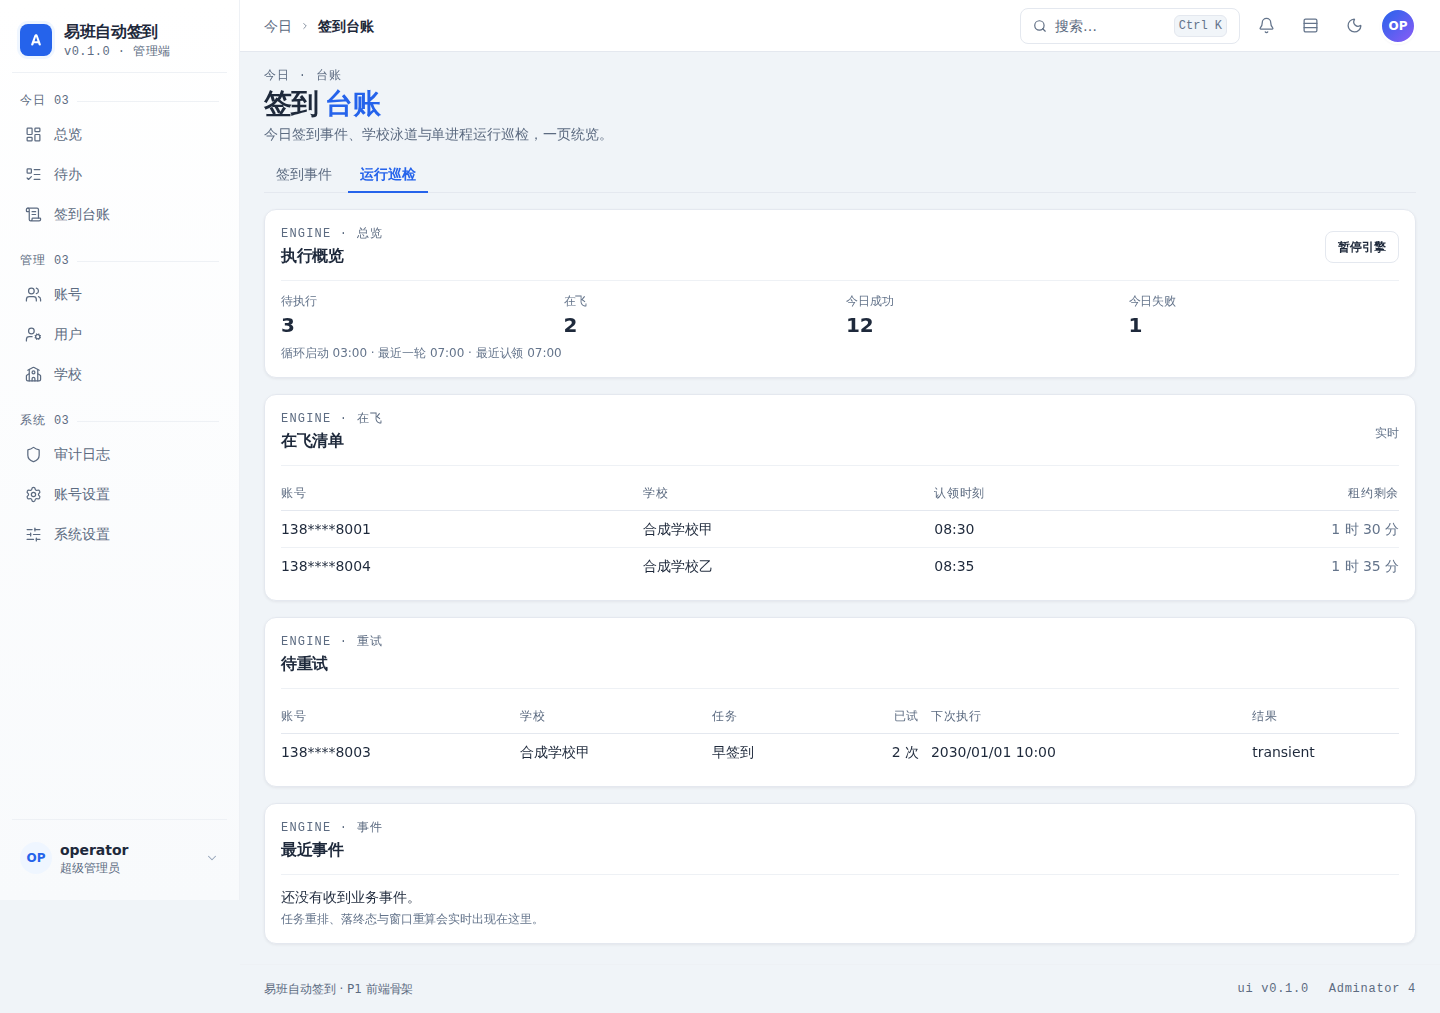 A
易班自动签到
v0.1.0 · 管理端
今日 03
总览
待办
签到台账
管理 03
账号
用户
学校
系统 03
审计日志
账号设置
系统设置
OP
operator
超级管理员
今日 › 签到台账
搜索… Ctrl K
OP
今日 · 台账
签到 台账
今日签到事件、学校泳道与单进程运行巡检，一页统览。
签到事件 运行巡检
ENGINE · 总览
执行概览
暂停引擎
待执行 在飞 今日成功 今日失败
3 2 12 1
循环启动 03:00 · 最近一轮 07:00 · 最近认领 07:00
ENGINE · 在飞
在飞清单
实时
账号 学校 认领时刻 租约剩余
138****8001 合成学校甲 08:30 1 时 30 分
138****8004 合成学校乙 08:35 1 时 35 分
ENGINE · 重试
待重试
账号 学校 任务 已试 下次执行 结果
138****8003 合成学校甲 早签到 2 次 2030/01/01 10:00 transient
ENGINE · 事件
最近事件
还没有收到业务事件。
任务重排、落终态与窗口重算会实时出现在这里。
易班自动签到 · P1 前端骨架
ui v0.1.0 Adminator 4